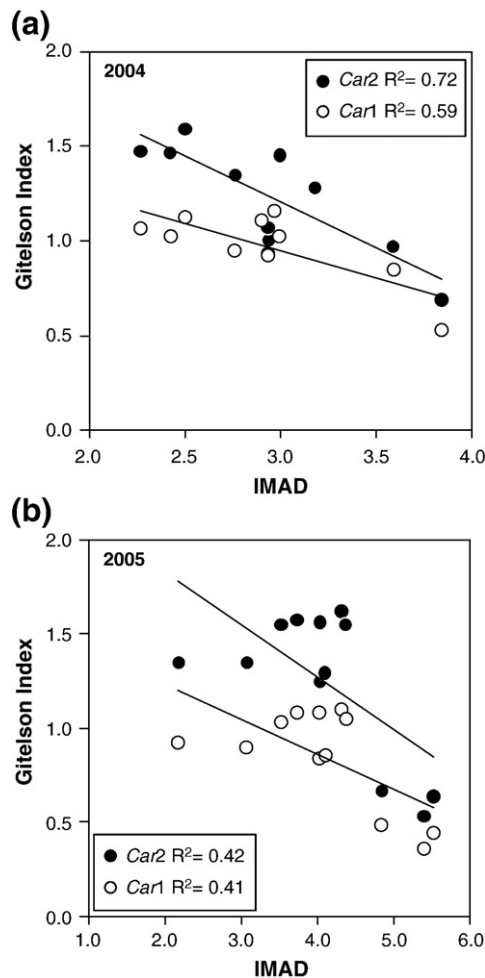 (a)
2.0
2004
Car2 R²= 0.72
Car1 R²= 0.59
1.5
Gitelson Index
1.0
0.5
0.0
2.0 2.5 3.0 3.5 4.0
IMAD
(b)
2.0
2005
1.5
Gitelson Index
1.0
0.5
Car2 R²= 0.42
Car1 R²= 0.41
0.0
1.0 2.0 3.0 4.0 5.0 6.0
IMAD